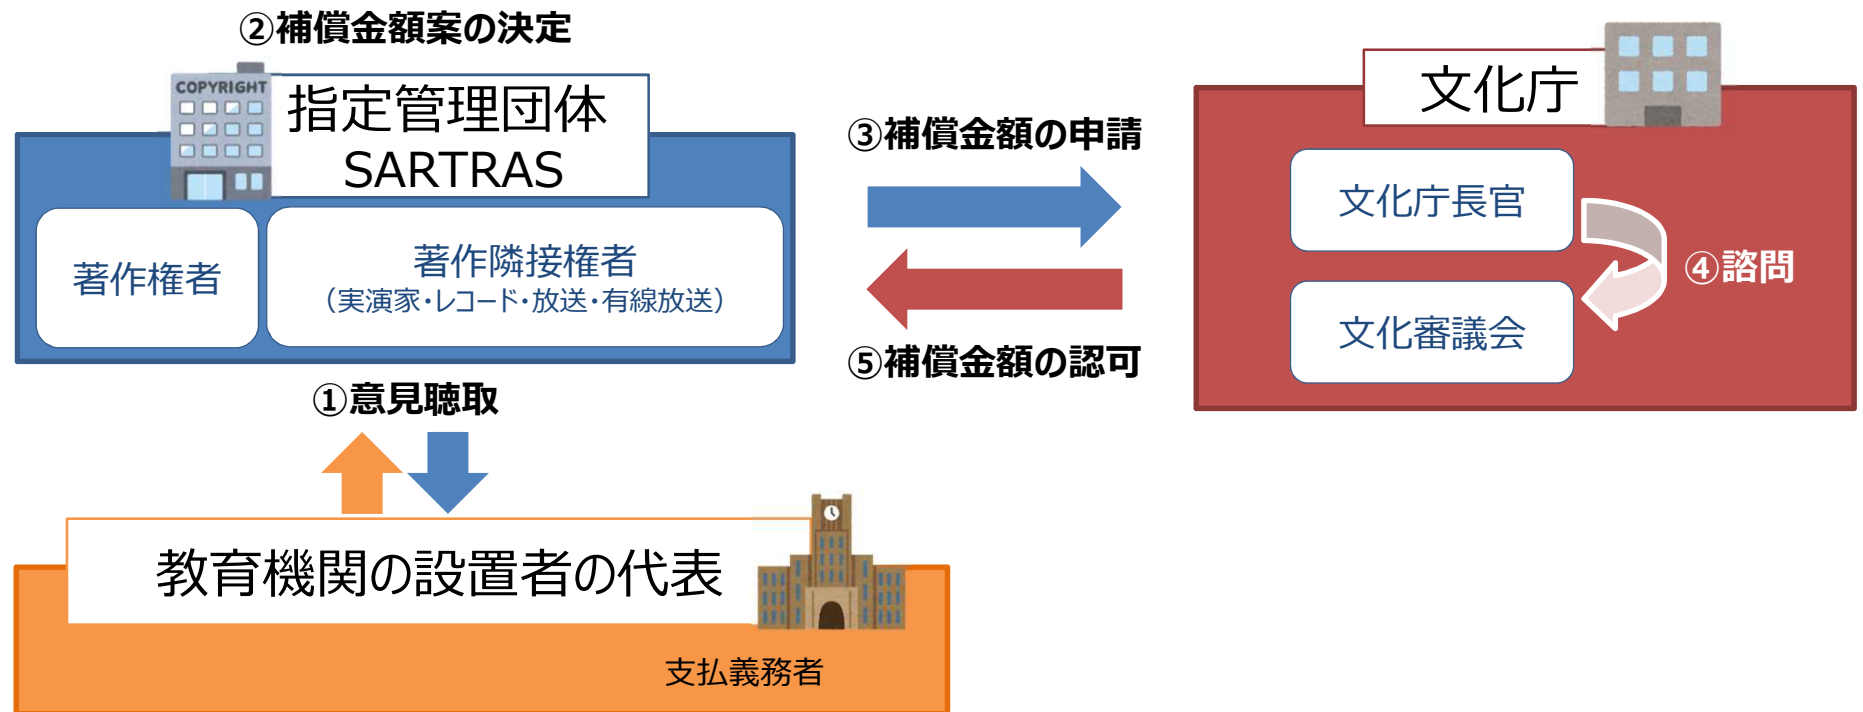 ②補償金額案の決定
COPYRIGHT
指定管理団体
SARTRAS
著作権者
著作隣接権者
（実演家・レコード・放送・有線放送）
③補償金額の申請
⑤補償金額の認可
文化庁
文化庁長官
④諮問
文化審議会
①意見聴取
教育機関の設置者の代表
支払義務者